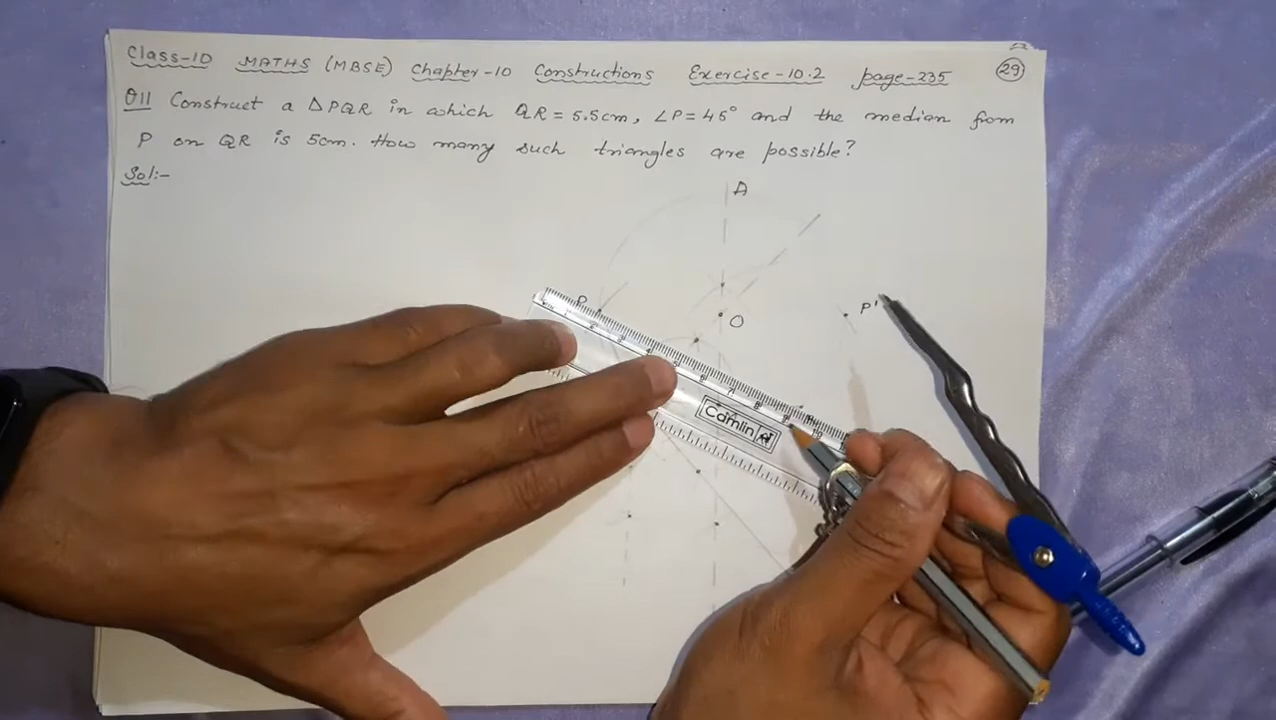 Class-10 MATHS (MBSE) Chapter-10 Constructions Exercise-10.2 page-235 29
Q11 Construct a △PQR in which QR = 5.5cm, ∠P = 45° and the median from
P on QR is 5cm. How many such triangles are possible?
Sol:-
A
P
O
P'
Camlin